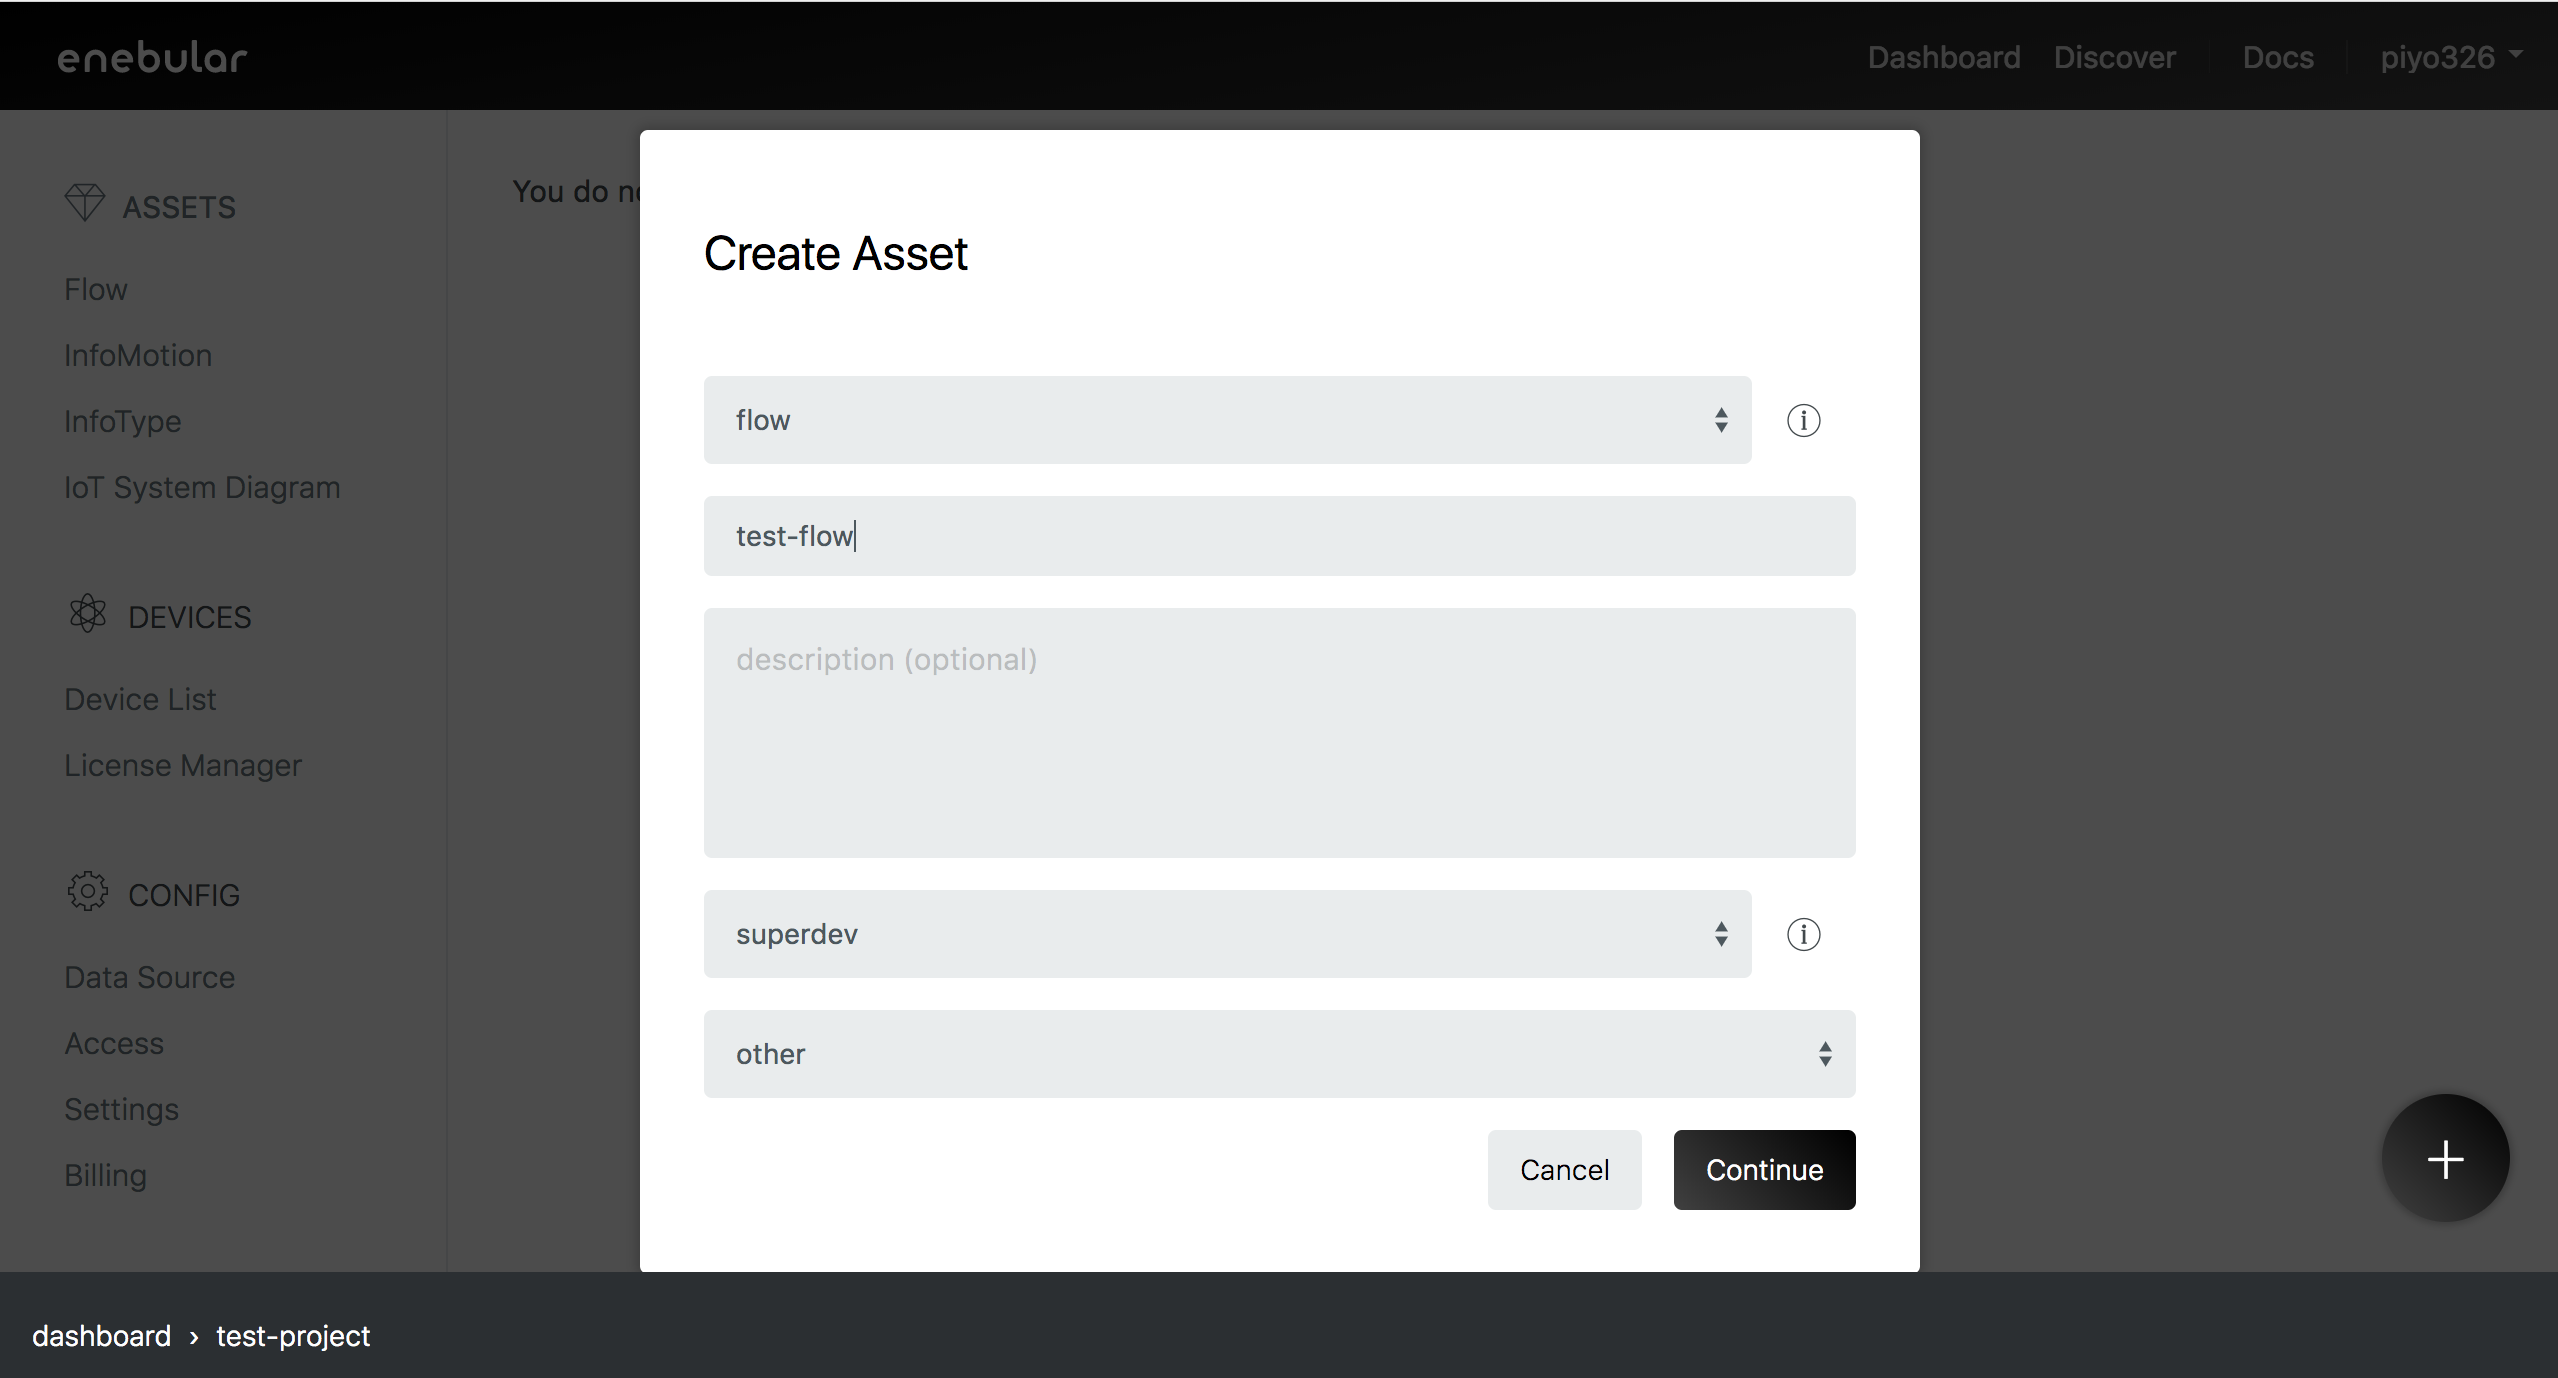 enebular
Dashboard Discover Docs piyo326
ASSETS
Flow
InfoMotion
InfoType
IoT System Diagram
DEVICES
Device List
License Manager
CONFIG
Data Source
Access
Settings
Billing
You do
Create Asset
flow
test-flow
description (optional)
superdev
other
Cancel Continue
+
dashboard › test-project